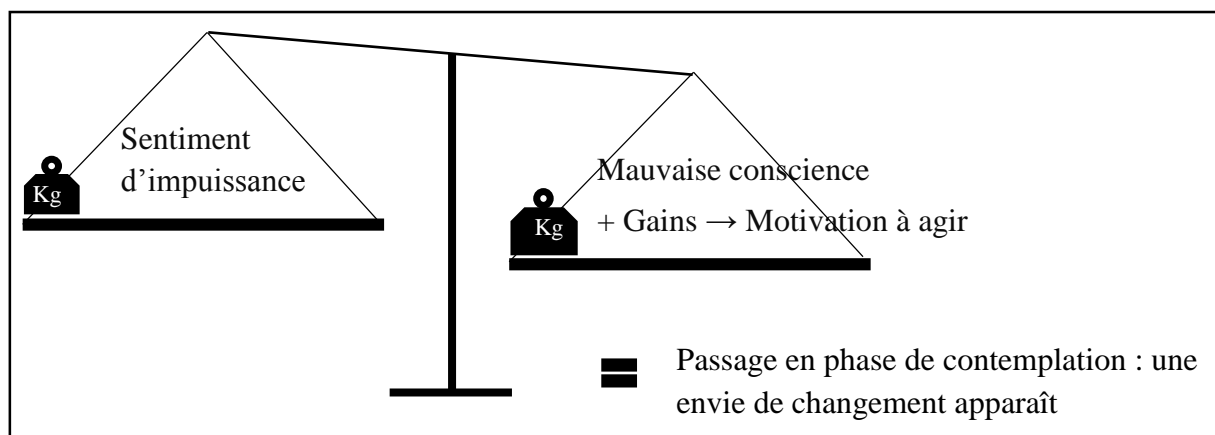 Sentiment
d’impuissance
Kg
Mauvaise conscience
+ Gains → Motivation à agir
Kg
Passage en phase de contemplation : une
envie de changement apparaît